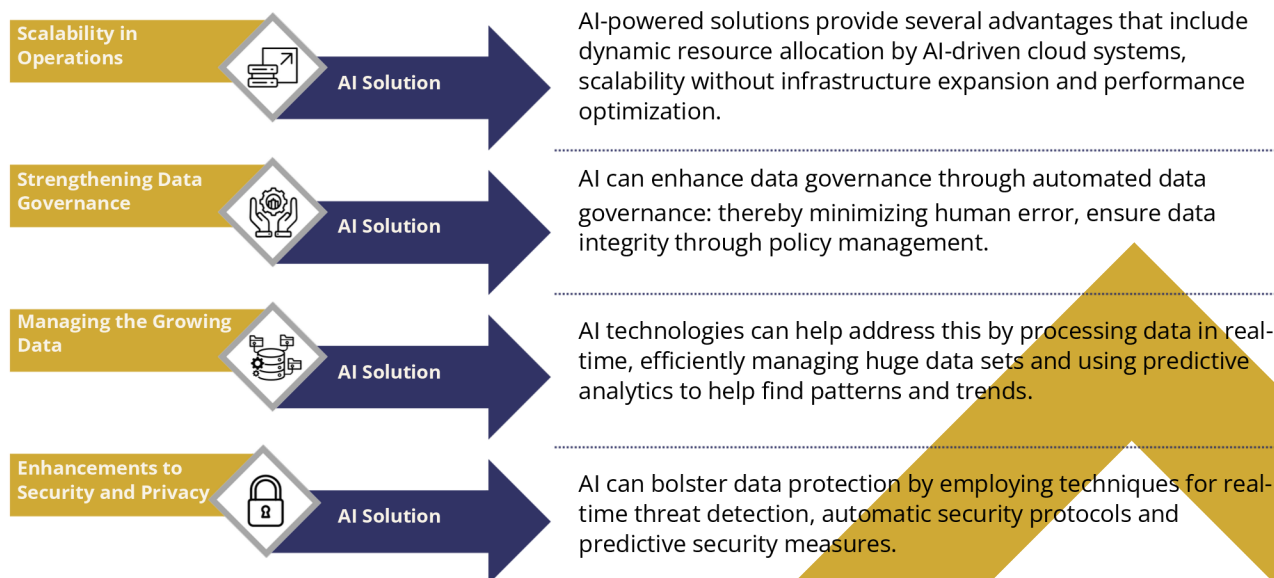 Scalability in
Operations
AI Solution
AI-powered solutions provide several advantages that include
dynamic resource allocation by AI-driven cloud systems,
scalability without infrastructure expansion and performance
optimization.
Strengthening Data
Governance
AI Solution
AI can enhance data governance through automated data
governance: thereby minimizing human error, ensure data
integrity through policy management.
Managing the Growing
Data
AI Solution
AI technologies can help address this by processing data in real-
time, efficiently managing huge data sets and using predictive
analytics to help find patterns and trends.
Enhancements to
Security and Privacy
AI Solution
AI can bolster data protection by employing techniques for real-
time threat detection, automatic security protocols and
predictive security measures.